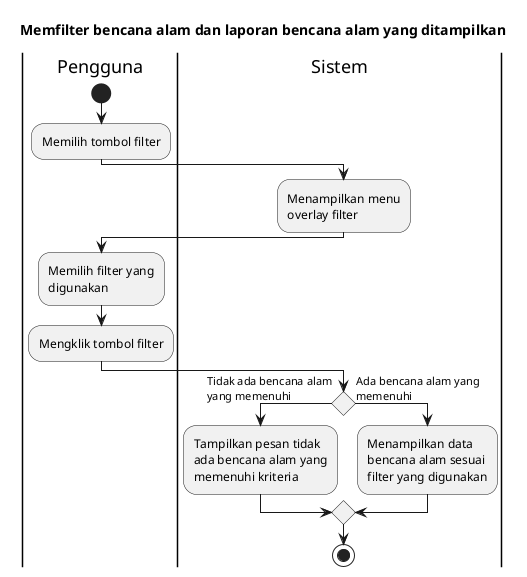 Memfilter bencana alam dan laporan bencana alam yang ditampilkan
Pengguna
Sistem
Memilih tombol filter
Menampilkan menu
overlay filter
Memilih filter yang
digunakan
Mengklik tombol filter
Tidak ada bencana alam
yang memenuhi
Ada bencana alam yang
memenuhi
Tampilkan pesan tidak
ada bencana alam yang
memenuhi kriteria
Menampilkan data
bencana alam sesuai
filter yang digunakan